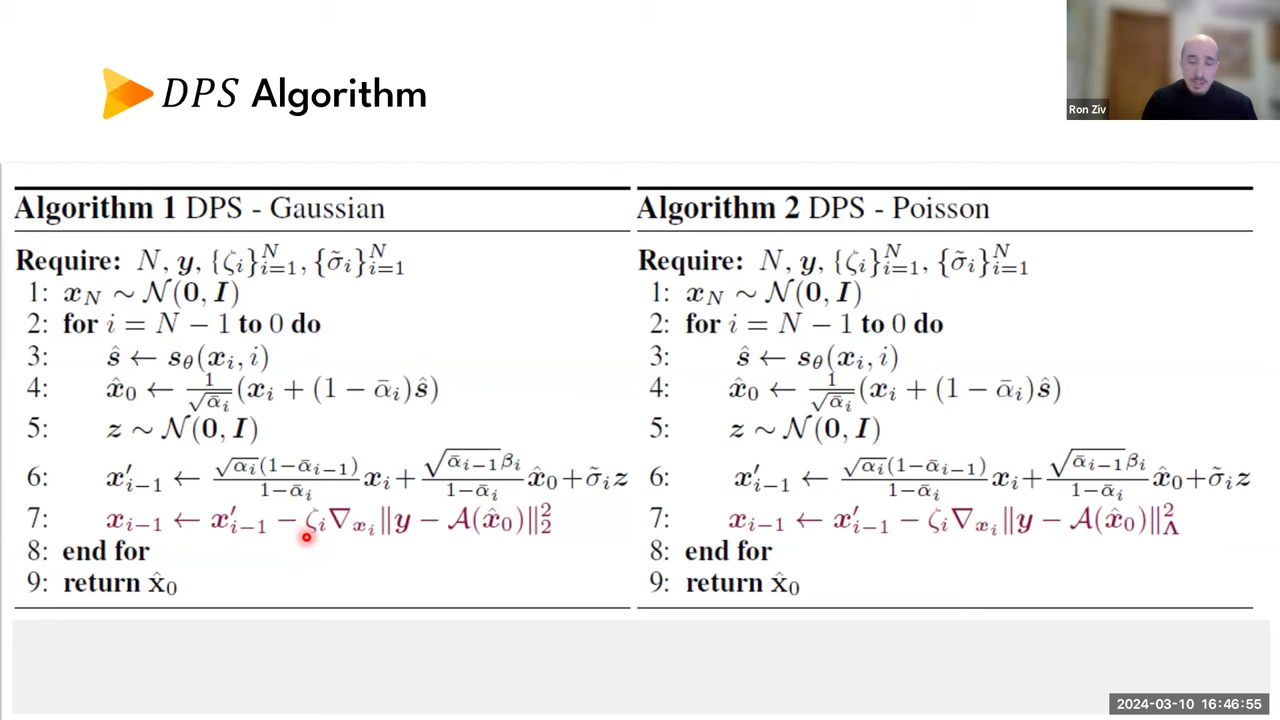 DPS Algorithm
Ron Ziv
Algorithm 1 DPS - Gaussian
Require: N, y, {ζ_i}_{i=1}^N, {σ̃_i}_{i=1}^N
1: x_N ∼ 𝒩(0, I)
2: for i = N − 1 to 0 do
3: ŝ ← s_θ(x_i, i)
4: x̂_0 ← 1/√ᾱ_i (x_i + (1 − ᾱ_i)ŝ)
5: z ∼ 𝒩(0, I)
6: x′_{i−1} ← √α_i(1−ᾱ_{i−1})/(1−ᾱ_i) x_i + √ᾱ_{i−1}β_i/(1−ᾱ_i) x̂_0 + σ̃_i z
7: x_{i−1} ← x′_{i−1} − ζ_i∇_{x_i}‖y − 𝒜(x̂_0)‖_2^2
8: end for
9: return x̂_0
Algorithm 2 DPS - Poisson
Require: N, y, {ζ_i}_{i=1}^N, {σ̃_i}_{i=1}^N
1: x_N ∼ 𝒩(0, I)
2: for i = N − 1 to 0 do
3: ŝ ← s_θ(x_i, i)
4: x̂_0 ← 1/√ᾱ_i (x_i + (1 − ᾱ_i)ŝ)
5: z ∼ 𝒩(0, I)
6: x′_{i−1} ← √α_i(1−ᾱ_{i−1})/(1−ᾱ_i) x_i + √ᾱ_{i−1}β_i/(1−ᾱ_i) x̂_0 + σ̃_i z
7: x_{i−1} ← x′_{i−1} − ζ_i∇_{x_i}‖y − 𝒜(x̂_0)‖_Λ^2
8: end for
9: return x̂_0
2024-03-10 16:46:55